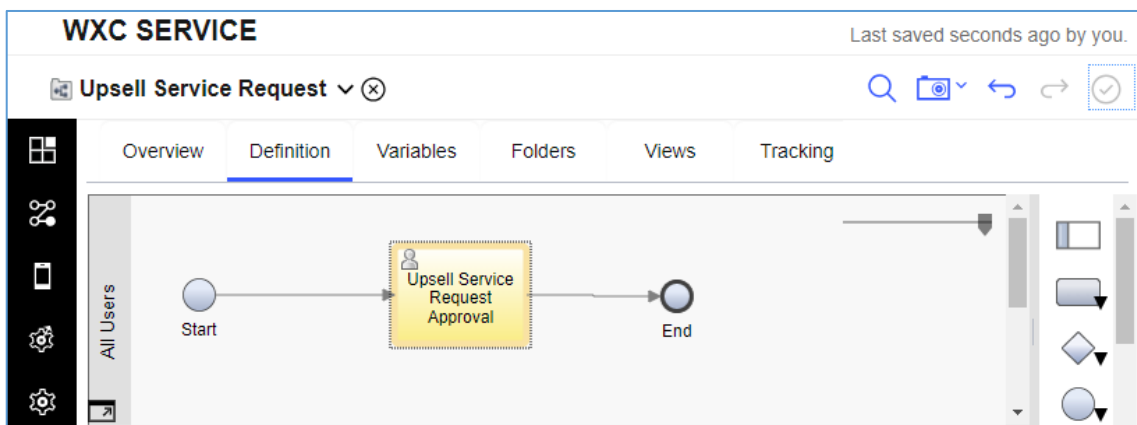 WXC SERVICE
Last saved seconds ago by you.
Upsell Service Request
Overview
Definition
Variables
Folders
Views
Tracking
All Users
Start
Upsell Service
Request
Approval
End